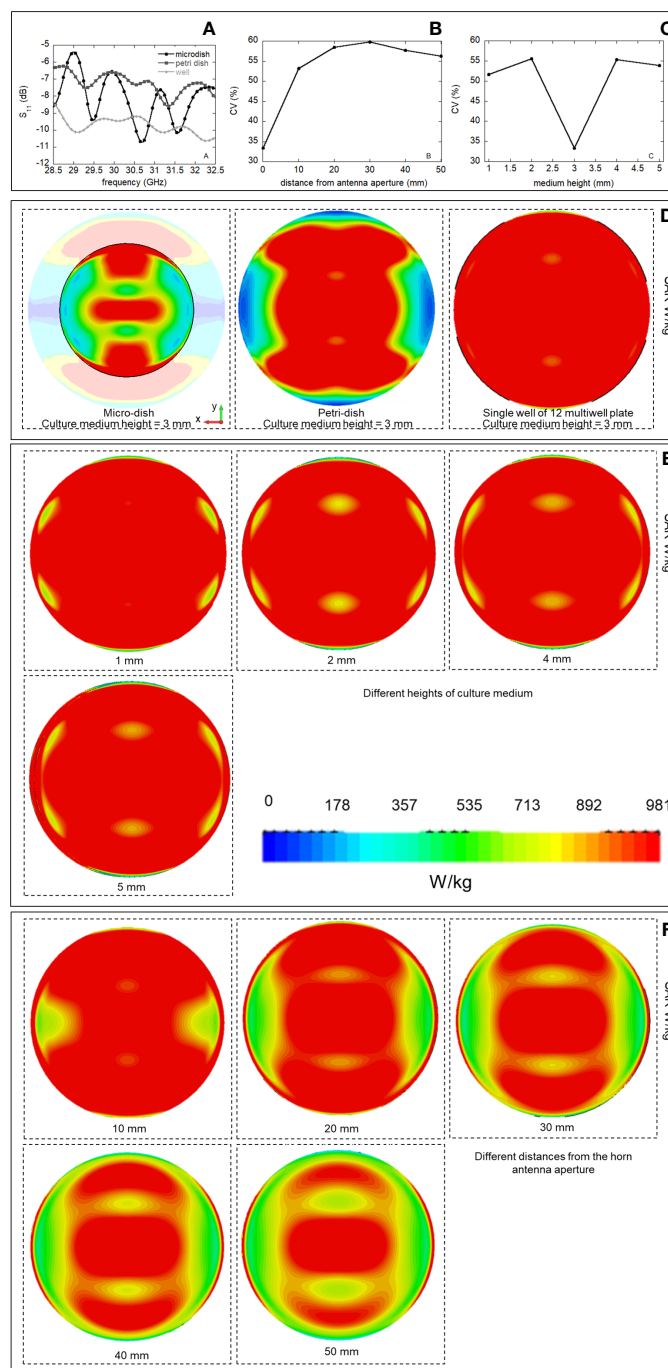 A
B
C
-5
-6
-7
-8
-9
-10
-11
-12
S11 (dB)
microdish
petri dish
well
A
28.5 29 29.5 30 30.5 31 31.5 32 32.5
frequency (GHz)
60
55
50
45
40
35
30
CV (%)
B
0 10 20 30 40 50
distance from antenna aperture (mm)
60
55
50
45
40
35
30
CV (%)
C
1 1.5 2 2.5 3 3.5 4 4.5 5
medium height (mm)
D
y
x
Micro-dish
Culture medium height = 3 mm
Petri-dish
Culture medium height = 3 mm
Single well of 12 multiwell plate
Culture medium height = 3 mm
SAR W/kg
E
SAR W/kg
1 mm
2 mm
4 mm
5 mm
Different heights of culture medium
0 178 357 535 713 892 981
W/kg
F
SAR W/kg
10 mm
20 mm
30 mm
40 mm
50 mm
Different distances from the horn
antenna aperture